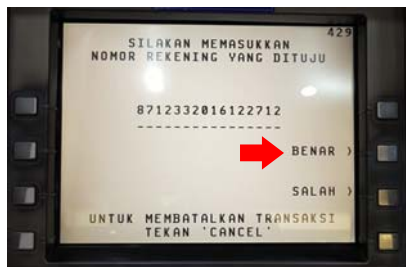 429
SILAKAN MEMASUKKAN
NOMOR REKENING YANG DITUJU
8712332016122712
----------------
BENAR >
SALAH >
UNTUK MEMBATALKAN TRANSAKSI
TEKAN 'CANCEL'